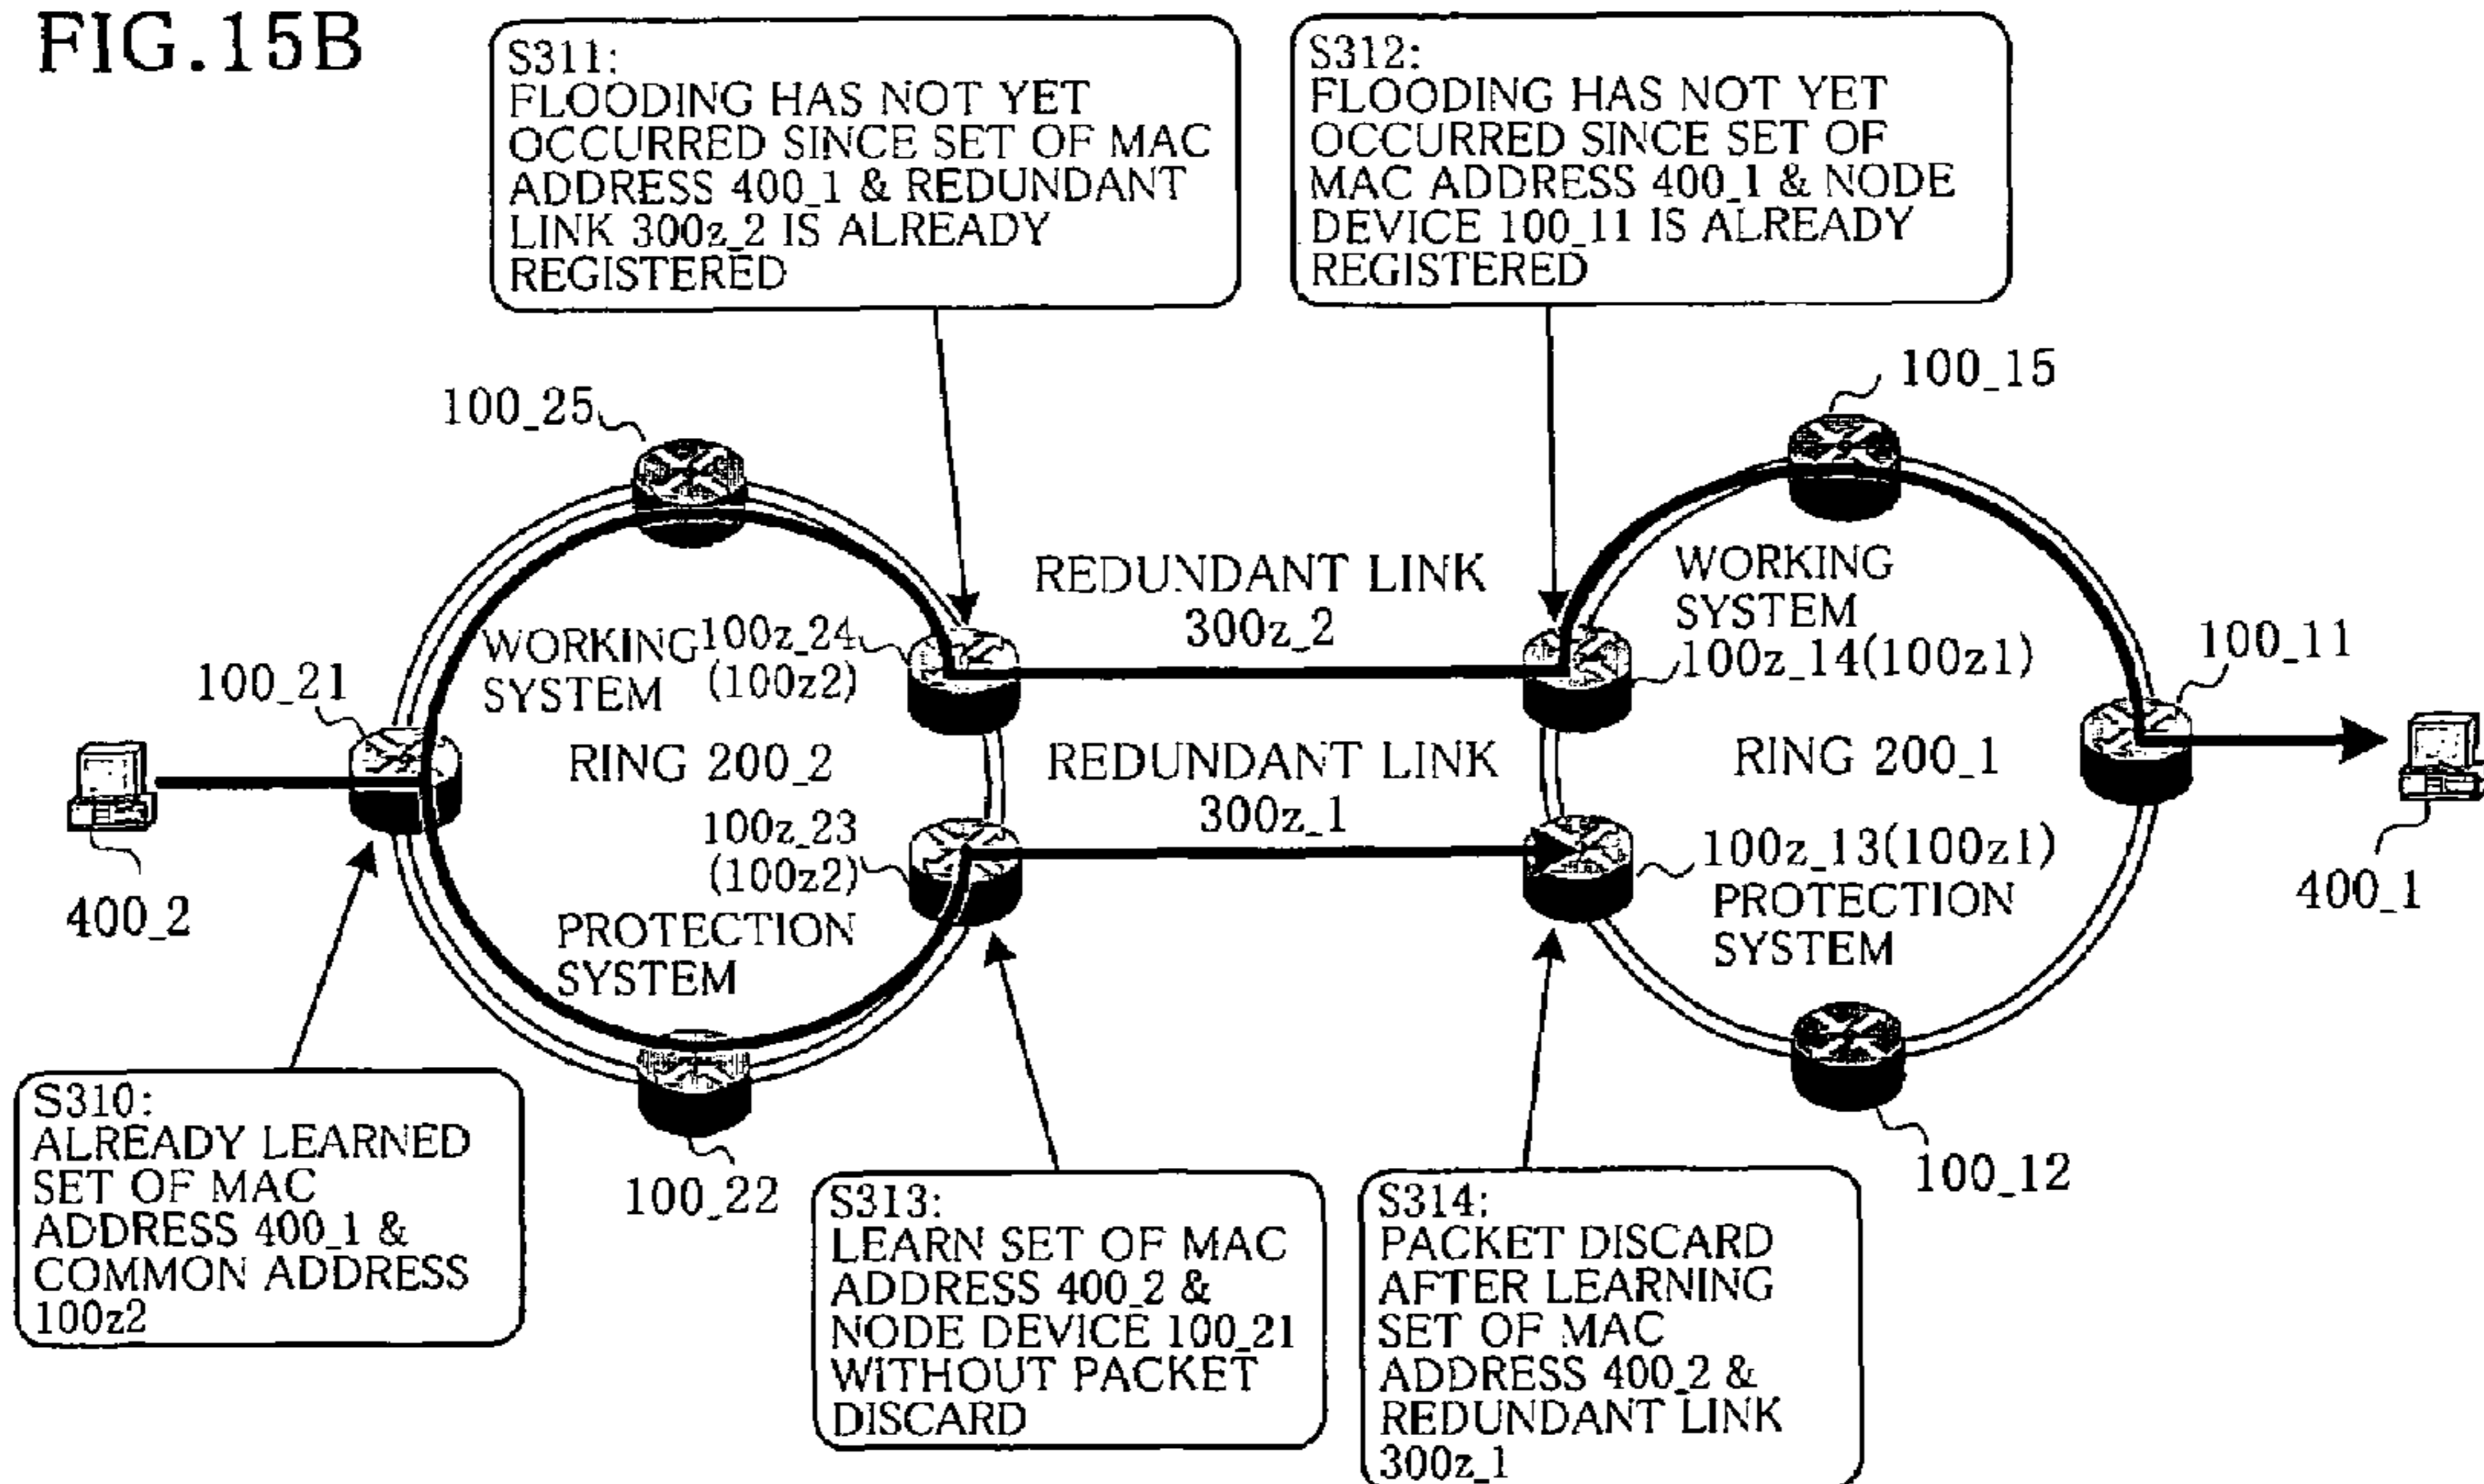 FIG.15B
S311:
FLOODING HAS NOT YET
OCCURRED SINCE SET OF MAC
ADDRESS 400_1 & REDUNDANT
LINK 300z_2 IS ALREADY
REGISTERED
S312:
FLOODING HAS NOT YET
OCCURRED SINCE SET OF
MAC ADDRESS 400_1 & NODE
DEVICE 100_11 IS ALREADY
REGISTERED
100_25
100_15
REDUNDANT LINK
300z_2
WORKING
SYSTEM
100z_24
(100z2)
WORKING
SYSTEM
100z_14(100z1)
100_11
100_21
RING 200_2
REDUNDANT LINK
300z_1
RING 200_1
100z_23
(100z2)
100z_13(100z1)
400_2
PROTECTION
SYSTEM
PROTECTION
SYSTEM
400_1
100_22
100_12
S310:
ALREADY LEARNED
SET OF MAC
ADDRESS 400_1 &
COMMON ADDRESS
100z2
S313:
LEARN SET OF MAC
ADDRESS 400_2 &
NODE DEVICE 100_21
WITHOUT PACKET
DISCARD
S314:
PACKET DISCARD
AFTER LEARNING
SET OF MAC
ADDRESS 400_2 &
REDUNDANT LINK
300z_1